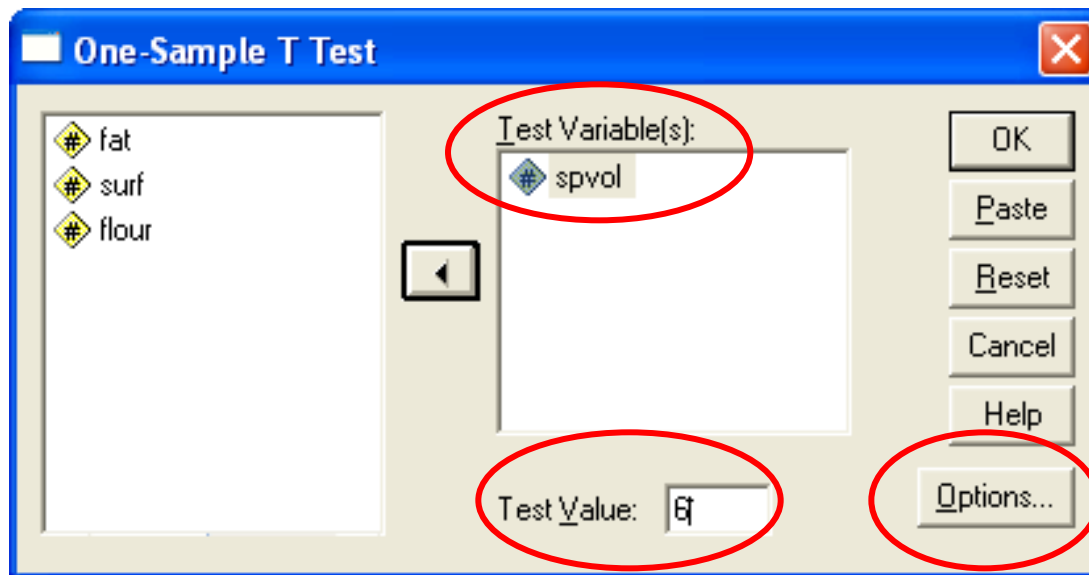 One-Sample T Test
# fat
# surf
# flour
Test Variable(s):
# spvol
Test Value: 6
OK
Paste
Reset
Cancel
Help
Options...